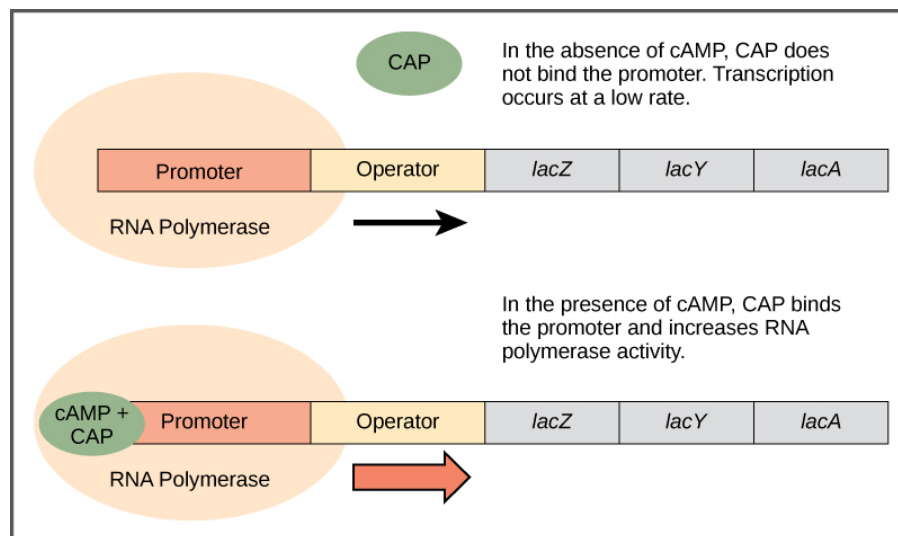 CAP
In the absence of cAMP, CAP does
not bind the promoter. Transcription
occurs at a low rate.
Promoter Operator lacZ lacY lacA
RNA Polymerase
In the presence of cAMP, CAP binds
the promoter and increases RNA
polymerase activity.
cAMP +
CAP
Promoter Operator lacZ lacY lacA
RNA Polymerase